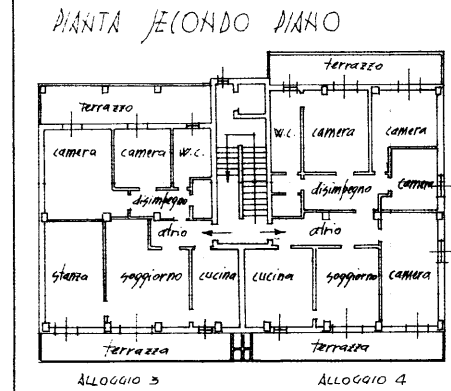 PIANTA SECONDO PIANO
terrazzo
terrazzo
camera
camera
w.c.
w.c.
camera
camera
disimpegno
disimpegno
camera
atrio
atrio
stanza
soggiorno
cucina
cucina
soggiorno
camera
terrazza
terrazza
ALLOGGIO 3
ALLOGGIO 4